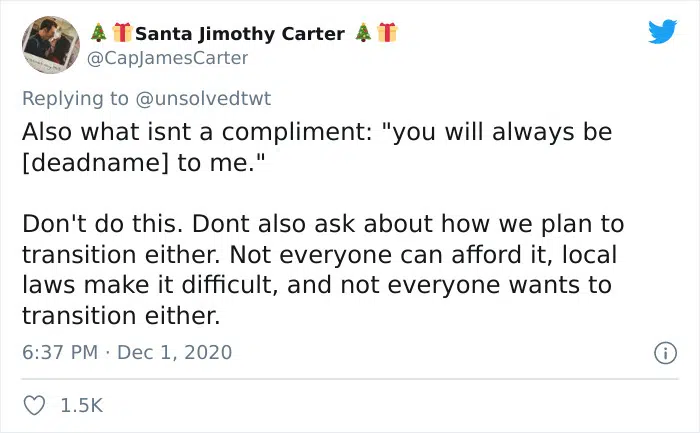 🎄🎁Santa Jimothy Carter 🎄🎁
@CapJamesCarter
Replying to @unsolvedtwt
Also what isnt a compliment: "you will always be
[deadname] to me."
Don't do this. Dont also ask about how we plan to
transition either. Not everyone can afford it, local
laws make it difficult, and not everyone wants to
transition either.
6:37 PM · Dec 1, 2020
1.5K